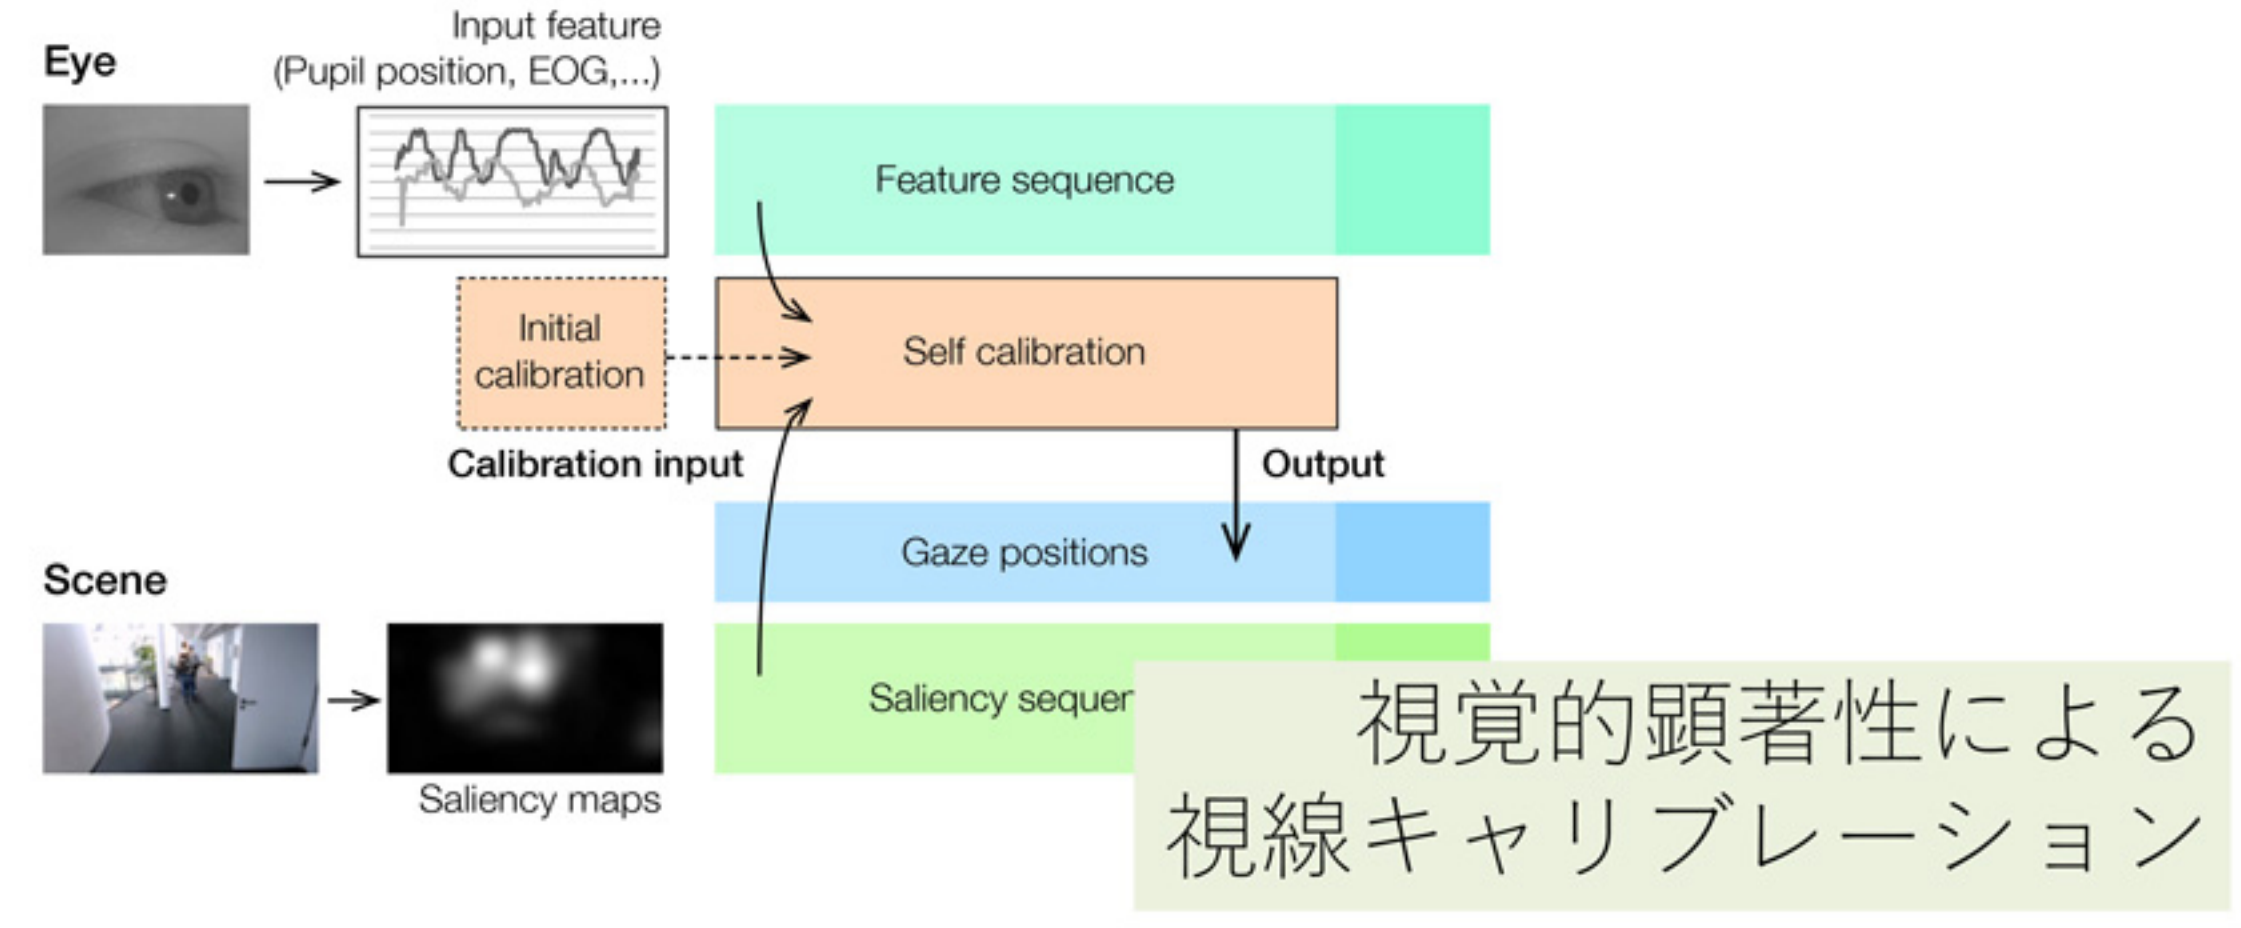 Input feature
(Pupil position, EOG,...)
Eye
Feature sequence
Initial
calibration
Self calibration
Calibration input
Output
Gaze positions
Scene
Saliency
Saliency maps
視覚的顕著性による
視線キャリブレーション